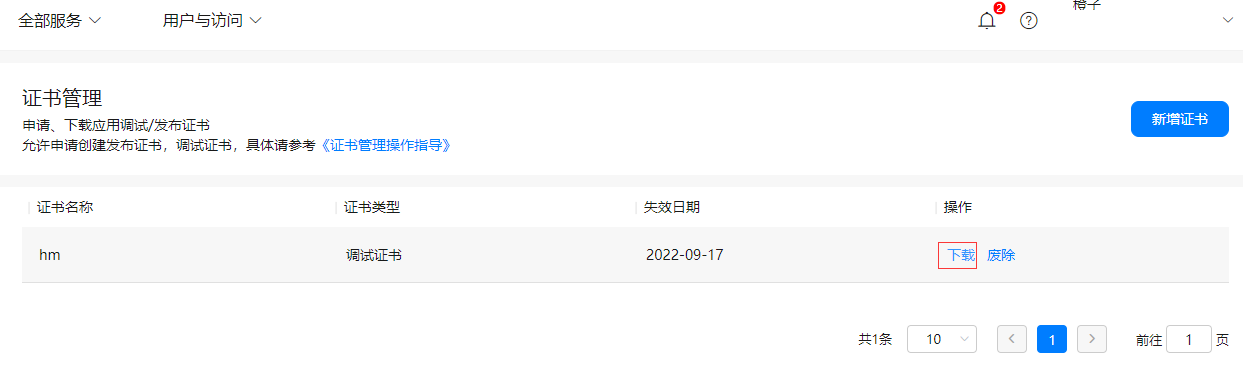 全部服务 用户与访问 2 橙子
证书管理
申请、下载应用调试/发布证书
允许申请创建发布证书，调试证书，具体请参考《证书管理操作指导》
新增证书
证书名称 证书类型 失效日期 操作
hm 调试证书 2022-09-17 下载 废除
共1条 10 1 前往 1 页